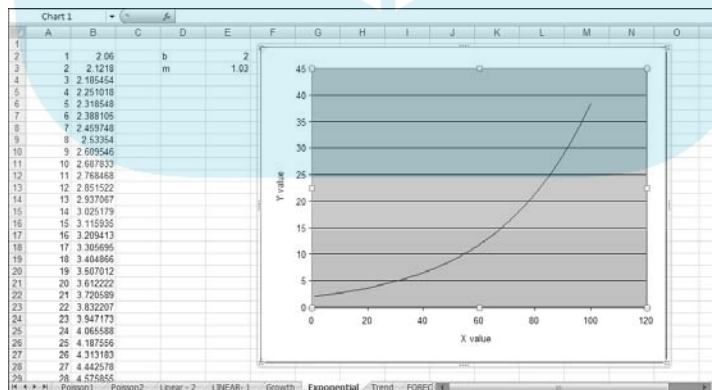 Chart 1
A B C D E F G H I J K L M N O
1
2 1 2.06 b 2
3 2 2.1218 m 1.03
4 3 2.185454
5 4 2.251018
6 5 2.318548
7 6 2.388105
8 7 2.459748
9 8 2.53354
10 9 2.609546
11 10 2.687833
12 11 2.768468
13 12 2.851522
14 13 2.937067
15 14 3.025179
16 15 3.115935
17 16 3.209413
18 17 3.305695
19 18 3.404866
20 19 3.507012
21 20 3.612222
22 21 3.720589
23 22 3.832207
24 23 3.947173
25 24 4.065588
26 25 4.187556
27 26 4.313183
28 27 4.442578
29 28 4.575855
45
40
35
30
25
20
15
10
5
0
Y value
0 20 40 60 80 100 120
X value
Poisson1 Poisson2 Linear - 2 LINEAR- 1 Growth Exponential Trend FOREC